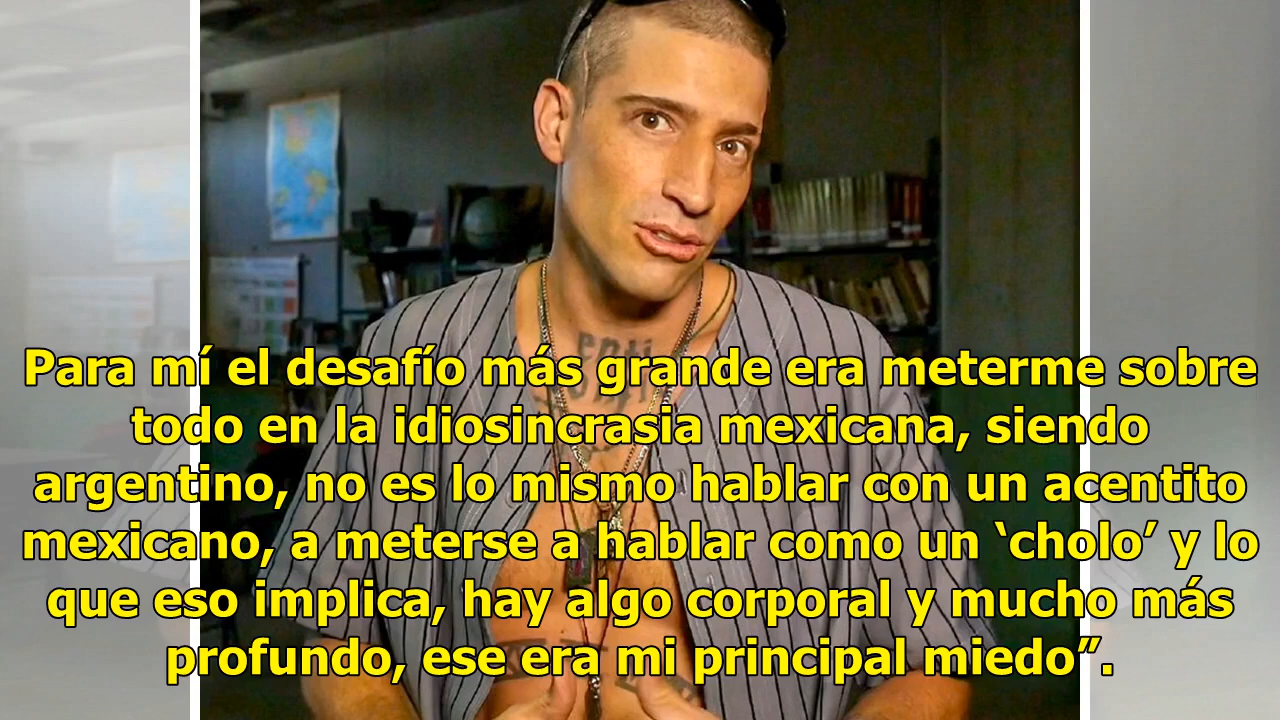 Para mí el desafío más grande era meterme sobre
todo en la idiosincrasia mexicana, siendo
argentino, no es lo mismo hablar con un acentito
mexicano, a meterse a hablar como un ‘cholo’ y lo
que eso implica, hay algo corporal y mucho más
profundo, ese era mi principal miedo”.